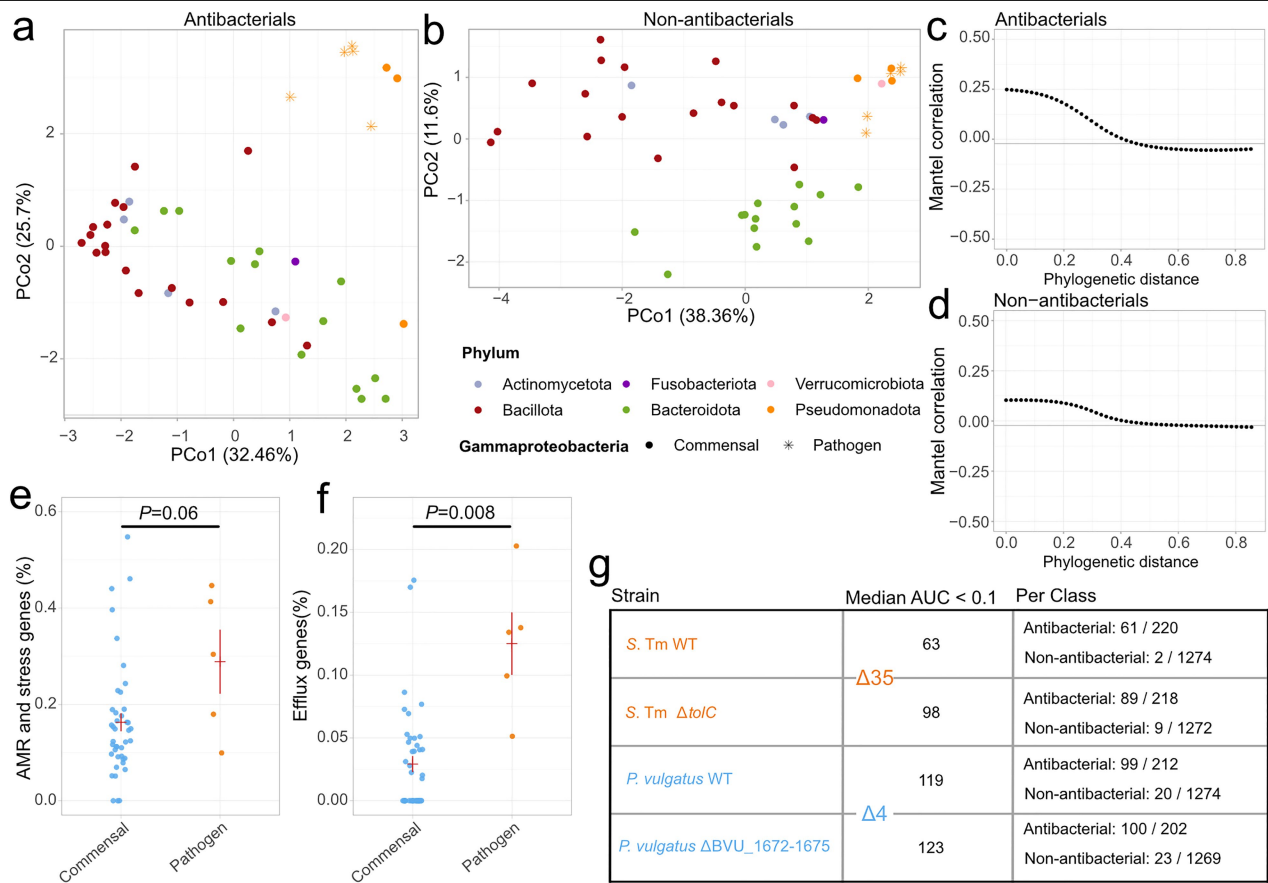 a
Antibacterials
PCo2 (25.7%)
2
0
−2
−3
−2
−1
0
1
2
3
PCo1 (32.46%)
b
Non-antibacterials
PCo2 (11.6%)
1
0
−1
−2
−4
−2
0
2
PCo1 (38.36%)
Phylum
Actinomycetota
Fusobacteriota
Verrucomicrobiota
Bacillota
Bacteroidota
Pseudomonadota
Gammaproteobacteria
Commensal
Pathogen
c
Antibacterials
Mantel correlation
0.50
0.25
0.00
−0.25
−0.50
0.0
0.2
0.4
0.6
0.8
Phylogenetic distance
d
Non−antibacterials
Mantel correlation
0.50
0.25
0.00
−0.25
−0.50
0.0
0.2
0.4
0.6
0.8
Phylogenetic distance
e
AMR and stress genes (%)
0.6
0.4
0.2
0.0
P=0.06
Commensal
Pathogen
f
Efflux genes(%)
0.20
0.15
0.10
0.05
0.00
P=0.008
Commensal
Pathogen
g
Strain
Median AUC < 0.1
Per Class
S. Tm WT
63
Antibacterial: 61 / 220
Non-antibacterial: 2 / 1274
Δ35
S. Tm ΔtolC
98
Antibacterial: 89 / 218
Non-antibacterial: 9 / 1272
P. vulgatus WT
119
Antibacterial: 99 / 212
Non-antibacterial: 20 / 1274
Δ4
P. vulgatus ΔBVU_1672-1675
123
Antibacterial: 100 / 202
Non-antibacterial: 23 / 1269